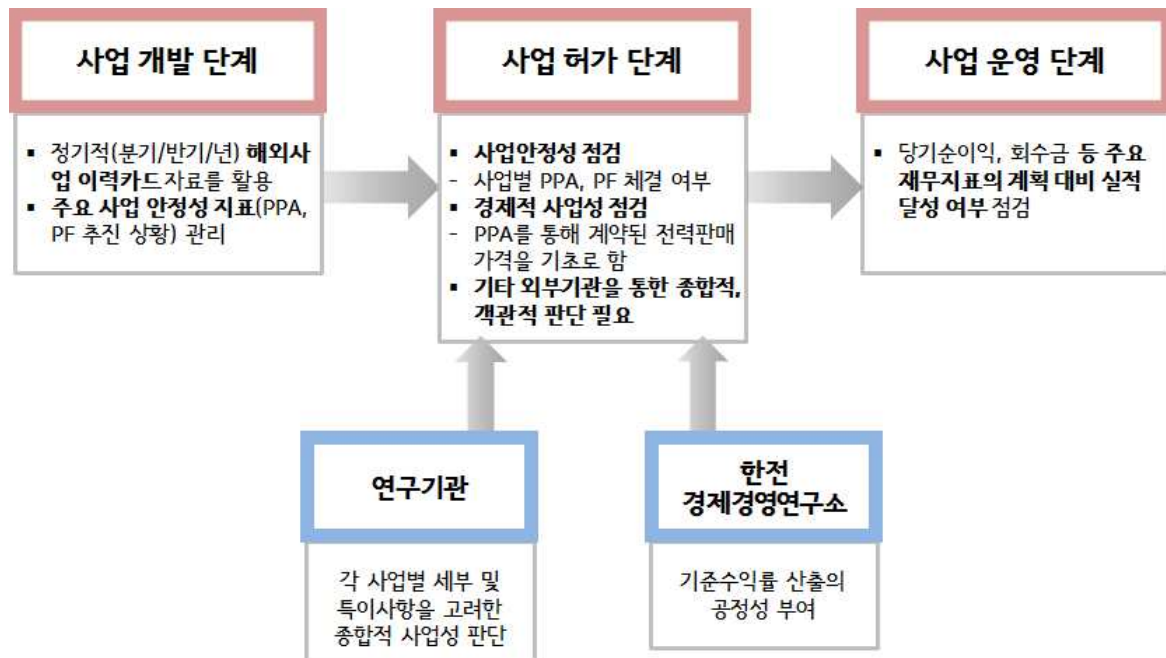 사업 개발 단계
▪ 정기적(분기/반기/년) 해외사
업 이력카드 자료를 활용
▪ 주요 사업 안정성 지표(PPA,
PF 추진 상황) 관리
사업 허가 단계
▪ 사업안정성 점검
- 사업별 PPA, PF 체결 여부
▪ 경제적 사업성 점검
- PPA를 통해 계약된 전력판매
가격을 기초로 함
▪ 기타 외부기관을 통한 종합적,
객관적 판단 필요
사업 운영 단계
▪ 당기순이익, 회수금 등 주요
재무지표의 계획 대비 실적
달성 여부 점검
연구기관
각 사업별 세부 및
특이사항을 고려한
종합적 사업성 판단
한전
경제경영연구소
기준수익률 산출의
공정성 부여